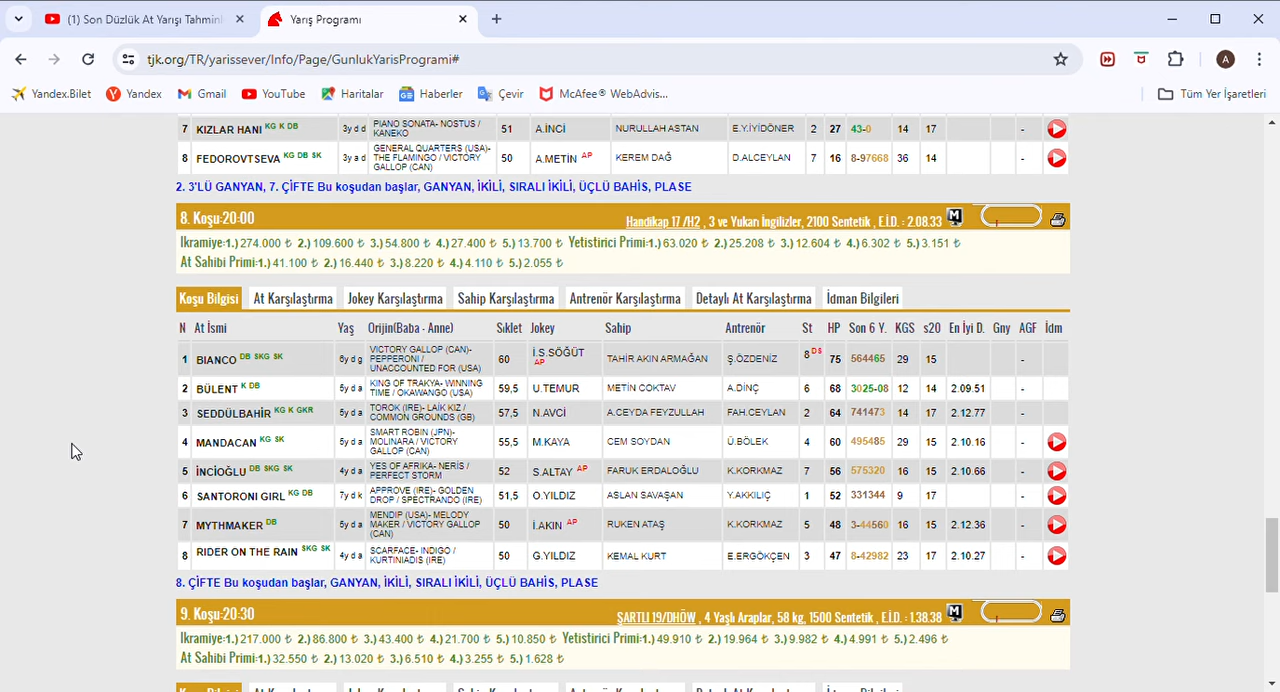 (1) Son Düzlük At Yarışı Tahminl
Yarış Programı
tjk.org/TR/yarissever/Info/Page/GunlukYarisProgrami#
A
Yandex.Bilet Yandex Gmail YouTube Haritalar Haberler Çevir McAfee® WebAdvis... Tüm Yer İşaretleri
7 KIZLAR HANI KG K DB 3y d d PIANO SONATA- NOSTUS / KANEKO 51 A.İNCİ NURULLAH ASTAN E.Y.İYİDÖNER 2 27 43-0 14 17 -
8 FEDOROVTSEVA KG DB SK 3y a d GENERAL QUARTERS (USA)- THE FLAMINGO / VICTORY GALLOP (CAN) 50 A.METİN AP KEREM DAĞ D.ALCEYLAN 7 16 8-97668 36 14 -
2. 3'LÜ GANYAN, 7. ÇİFTE Bu koşudan başlar, GANYAN, İKİLİ, SIRALI İKİLİ, ÜÇLÜ BAHİS, PLASE
8. Koşu:20:00 Handikap 17 /H2 , 3 ve Yukarı İngilizler, 2100 Sentetik , E.İ.D. : 2.08.33 M
İkramiye:1.) 274.000 ₺ 2.) 109.600 ₺ 3.) 54.800 ₺ 4.) 27.400 ₺ 5.) 13.700 ₺ Yetiştirici Primi:1.) 63.020 ₺ 2.) 25.208 ₺ 3.) 12.604 ₺ 4.) 6.302 ₺ 5.) 3.151 ₺
At Sahibi Primi:1.) 41.100 ₺ 2.) 16.440 ₺ 3.) 8.220 ₺ 4.) 4.110 ₺ 5.) 2.055 ₺
Koşu Bilgisi At Karşılaştırma Jokey Karşılaştırma Sahip Karşılaştırma Antrenör Karşılaştırma Detaylı At Karşılaştırma İdman Bilgileri
N At İsmi Yaş Orijin(Baba - Anne) Sıklet Jokey Sahip Antrenör St HP Son 6 Y. KGS s20 En İyi D. Gny AGF İdm
1 BIANCO DB SKG SK 6y d g VICTORY GALLOP (CAN)- PEPPERONI / UNACCOUNTED FOR (USA) 60 İ.S.SÖĞÜT AP TAHİR AKIN ARMAĞAN Ş.ÖZDENİZ 8 DS 75 564465 29 15 -
2 BÜLENT K DB 5y d a KING OF TRAKYA- WINNING TIME / OKAWANGO (USA) 59,5 U.TEMUR METİN COKTAV A.DİNÇ 6 68 3025-08 12 14 2.09.51 -
3 SEDDÜLBAHİR KG K GKR 5y d a TOROK (IRE)- LAİK KIZ / COMMON GROUNDS (GB) 57,5 N.AVCİ A.CEYDA FEYZULLAH FAH.CEYLAN 2 64 741473 14 17 2.12.77 -
4 MANDACAN KG SK 5y d a SMART ROBIN (JPN)- MOLINARA / VICTORY GALLOP (CAN) 55,5 M.KAYA CEM SOYDAN Ü.BÖLEK 4 60 495485 29 15 2.10.16 -
5 İNCİOĞLU DB SKG SK 4y d a YES OF AFRIKA- NERİS / PERFECT STORM 52 S.ALTAY AP FARUK ERDALOĞLU K.KORKMAZ 7 56 575320 16 15 2.10.66 -
6 SANTORONI GIRL KG DB 7y d k APPROVE (IRE)- GOLDEN DROP / SPECTRANDO (IRE) 51,5 O.YILDIZ ASLAN SAVAŞAN Y.AKKILIÇ 1 52 331344 9 17 -
7 MYTHMAKER DB 5y d a MENDIP (USA)- MELODY MAKER / VICTORY GALLOP (CAN) 50 İ.AKIN AP RUKEN ATAŞ K.KORKMAZ 5 48 3-44560 16 15 2.12.36 -
8 RIDER ON THE RAIN SKG SK 4y d a SCARFACE- INDIGO / KURTINIADIS (IRE) 50 G.YILDIZ KEMAL KURT E.ERGÖKÇEN 3 47 8-42982 23 17 2.10.27 -
8. ÇİFTE Bu koşudan başlar, GANYAN, İKİLİ, SIRALI İKİLİ, ÜÇLÜ BAHİS, PLASE
9. Koşu:20:30 ŞARTLI 19/DHÖW , 4 Yaşlı Araplar, 58 kg, 1500 Sentetik , E.İ.D. : 1.38.38 M
İkramiye:1.) 217.000 ₺ 2.) 86.800 ₺ 3.) 43.400 ₺ 4.) 21.700 ₺ 5.) 10.850 ₺ Yetiştirici Primi:1.) 49.910 ₺ 2.) 19.964 ₺ 3.) 9.982 ₺ 4.) 4.991 ₺ 5.) 2.496 ₺
At Sahibi Primi:1.) 32.550 ₺ 2.) 13.020 ₺ 3.) 6.510 ₺ 4.) 3.255 ₺ 5.) 1.628 ₺